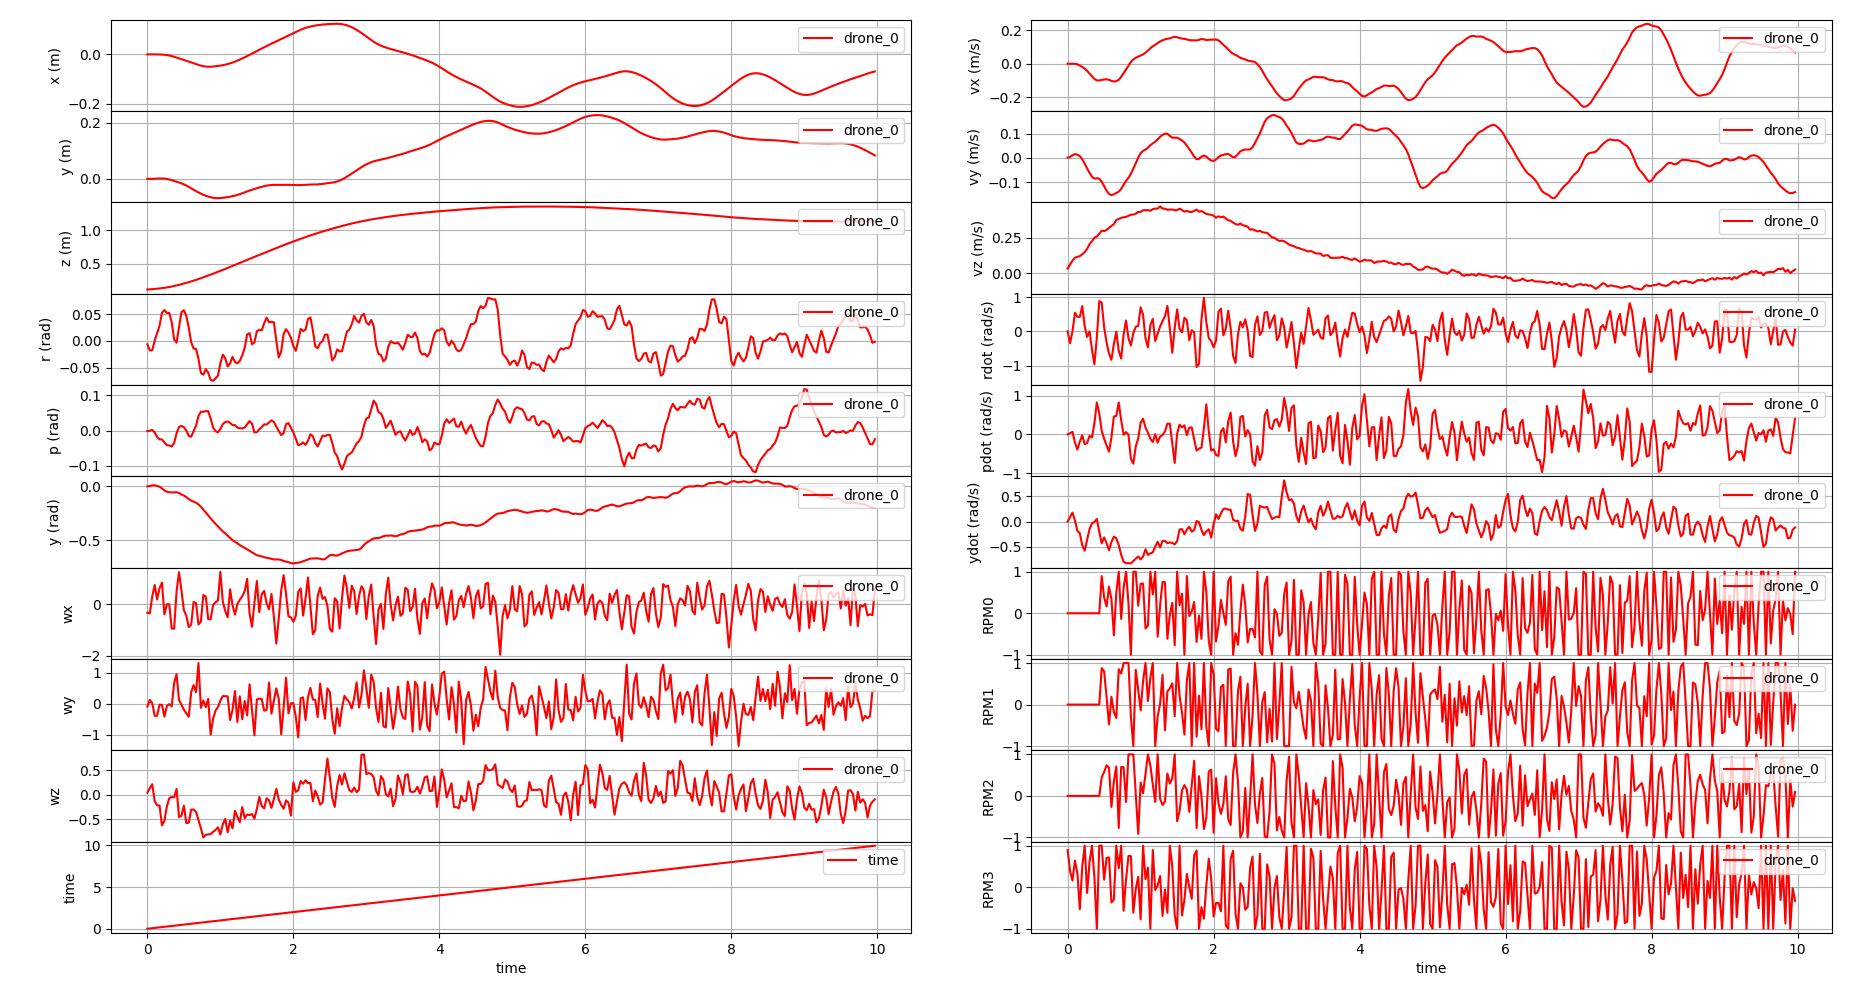 x (m)
0.0
−0.2
drone_0
y (m)
0.2
0.0
drone_0
z (m)
1.0
0.5
drone_0
r (rad)
0.05
0.00
−0.05
drone_0
p (rad)
0.1
0.0
−0.1
drone_0
y (rad)
0.0
−0.5
drone_0
wx
0
−2
drone_0
wy
1
0
−1
drone_0
wz
0.5
0.0
−0.5
drone_0
time
10
5
0
time
0 2 4 6 8 10
time
vx (m/s)
0.2
0.0
−0.2
drone_0
vy (m/s)
0.1
0.0
−0.1
drone_0
vz (m/s)
0.25
0.00
drone_0
rdot (rad/s)
1
0
−1
drone_0
pdot (rad/s)
1
0
−1
drone_0
ydot (rad/s)
0.5
0.0
−0.5
drone_0
RPM0
1
0
−1
drone_0
RPM1
1
0
−1
drone_0
RPM2
1
0
−1
drone_0
RPM3
1
0
−1
drone_0
0 2 4 6 8 10
time